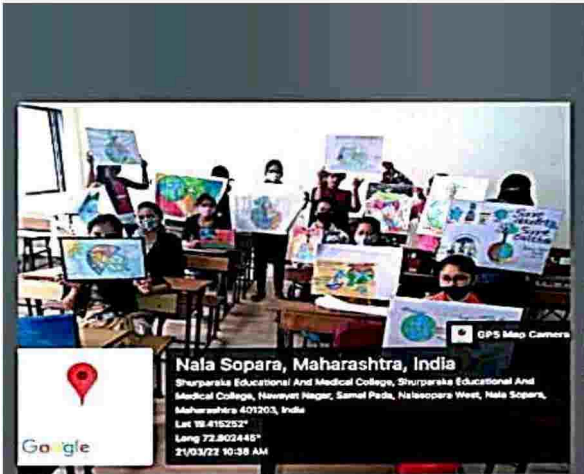 Save
Save
GPS Map Camera
Nala Sopara, Maharashtra, India
Shurparaka Educational And Medical College, Shurparaka Educational And
Medical College, Nawayat Nagar, Samel Pada, Nalasopara West, Nala Sopara,
Maharashtra 401203, India
Lat 19.415252°
Long 72.802445°
21/03/22 10:38 AM
Google